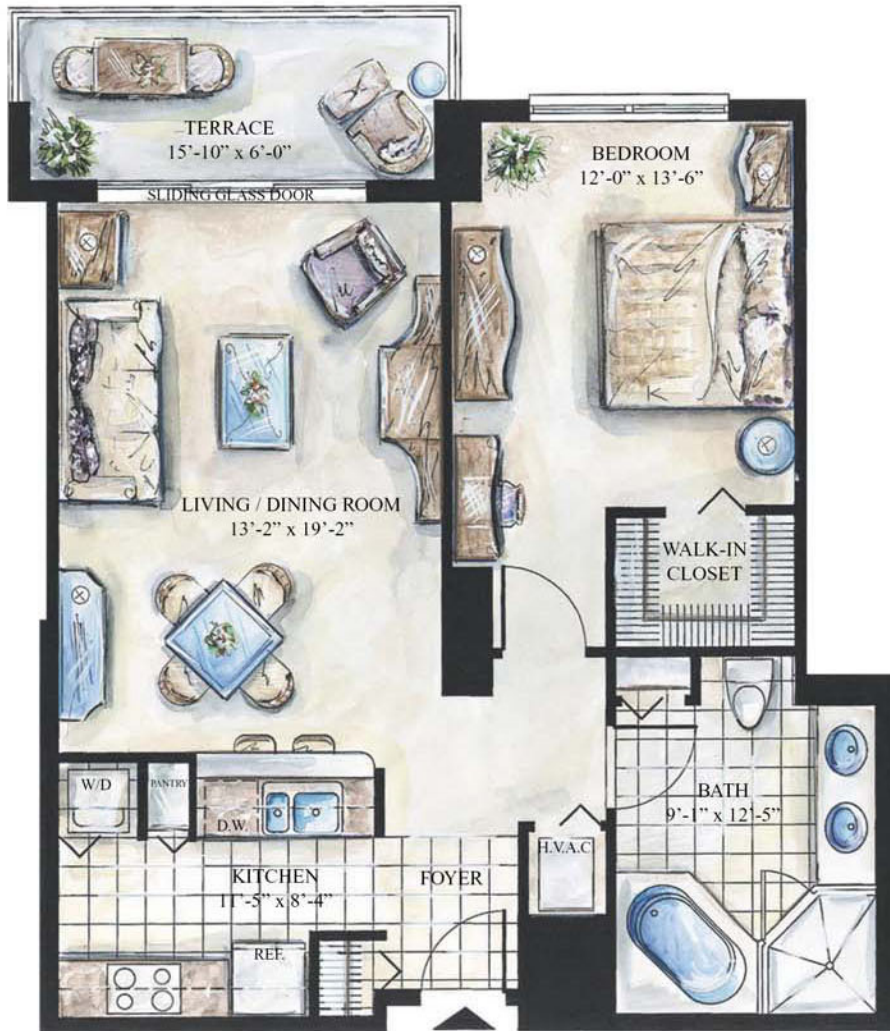 TERRACE
15'-10" x 6'-0"
SLIDING GLASS DOOR
BEDROOM
12'-0" x 13'-6"
LIVING / DINING ROOM
13'-2" x 19'-2"
WALK-IN
CLOSET
W/D
PANTRY
D.W.
BATH
9'-1" x 12'-5"
H.V.A.C
KITCHEN
11'-5" x 8'-4"
FOYER
REF.